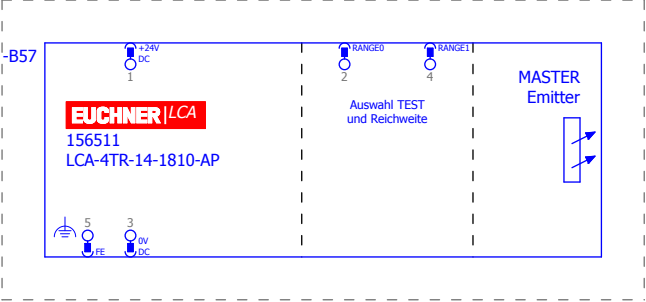 -B57
+24V
DC
1
RANGE0
2
RANGE1
4
MASTER
Emitter
EUCHNER LCA
Auswahl TEST
und Reichweite
156511
LCA-4TR-14-1810-AP
5
FE
3
0V
DC